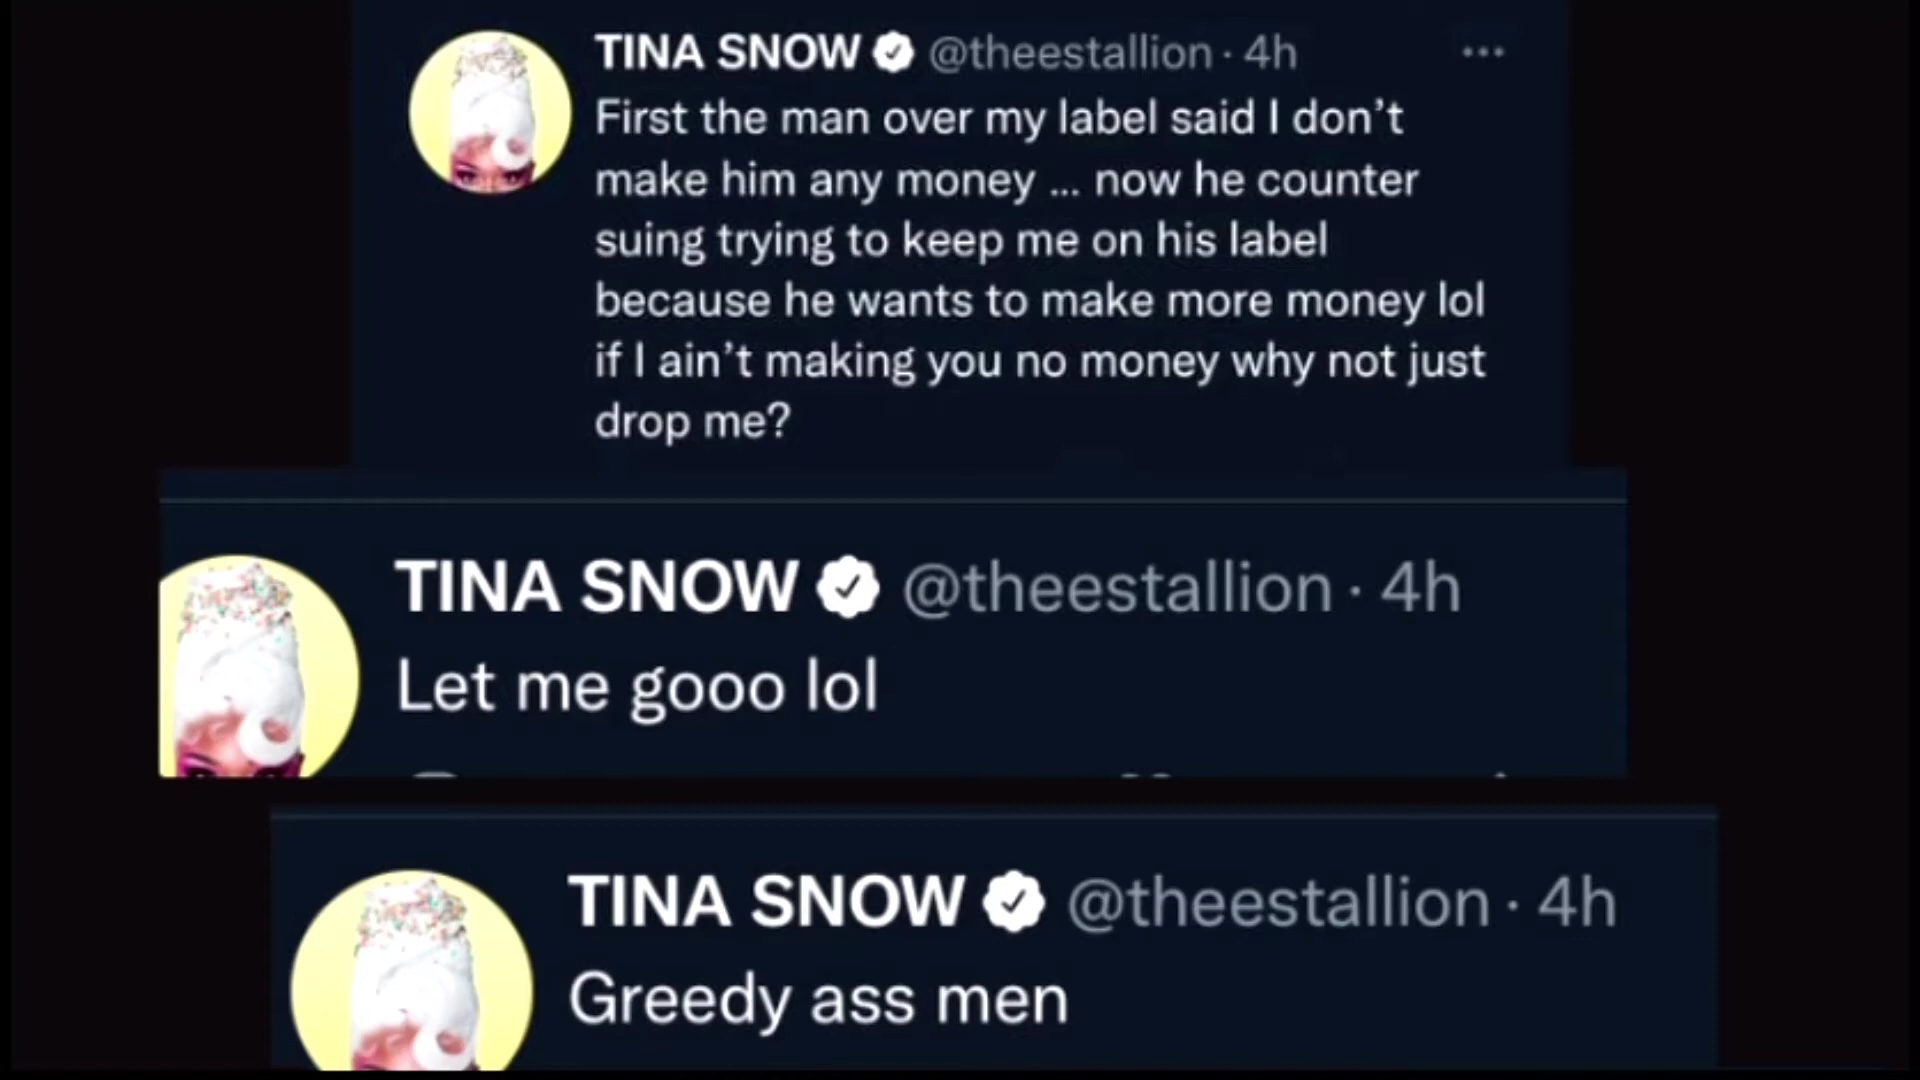 TINA SNOW @theestallion · 4h ...
First the man over my label said I don’t
make him any money ... now he counter
suing trying to keep me on his label
because he wants to make more money lol
if I ain’t making you no money why not just
drop me?
TINA SNOW @theestallion · 4h
Let me gooo lol
TINA SNOW @theestallion · 4h
Greedy ass men